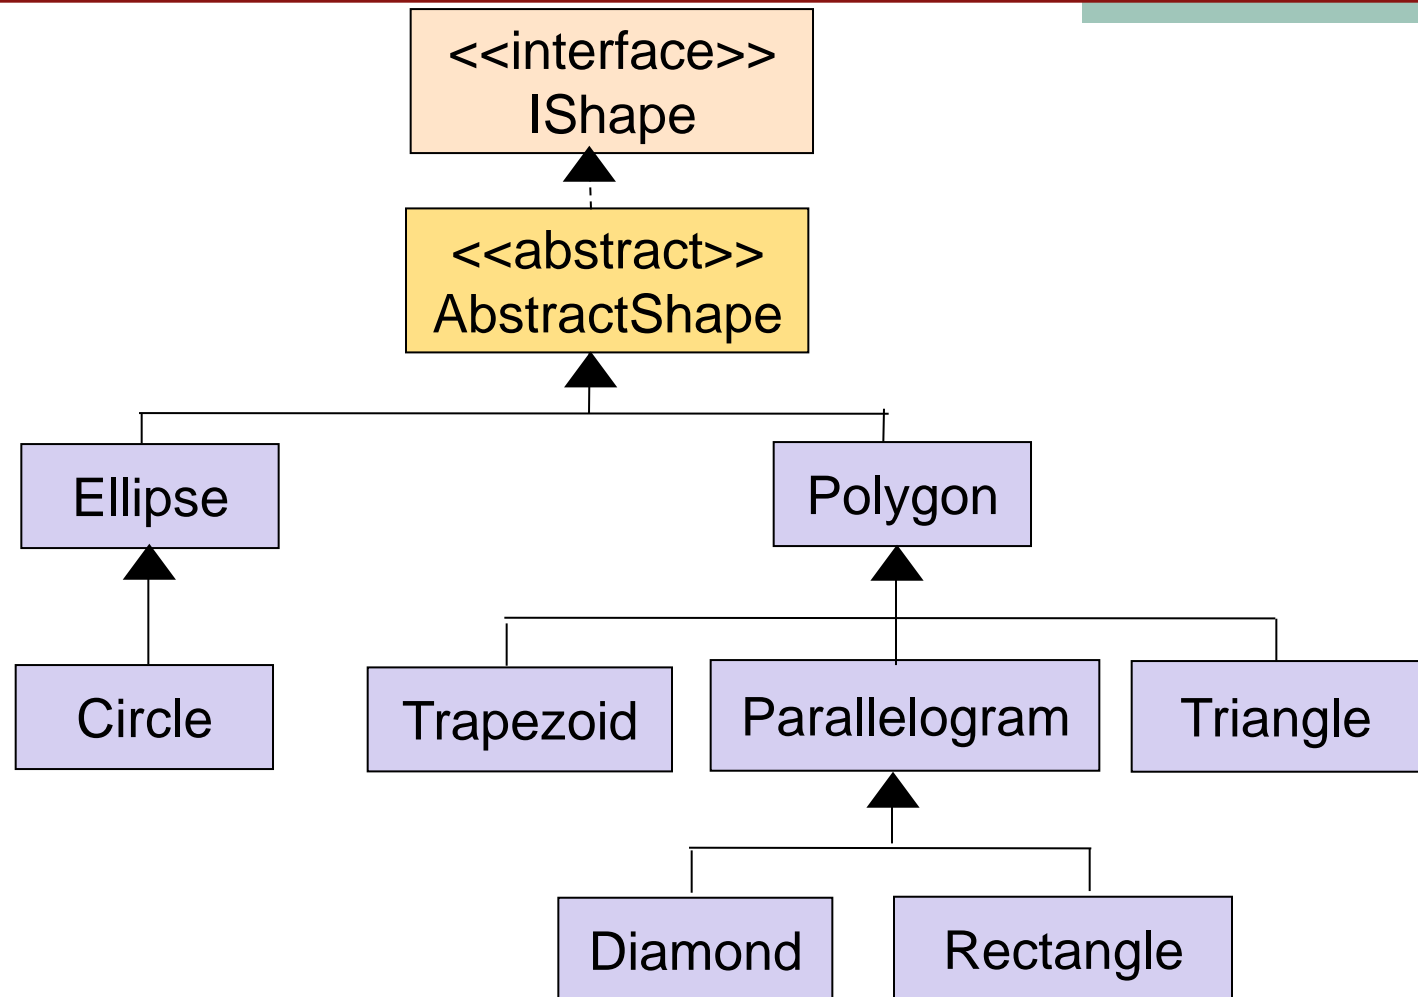 <<interface>>
IShape
<<abstract>>
AbstractShape
Ellipse
Polygon
Circle
Trapezoid
Parallelogram
Triangle
Diamond
Rectangle